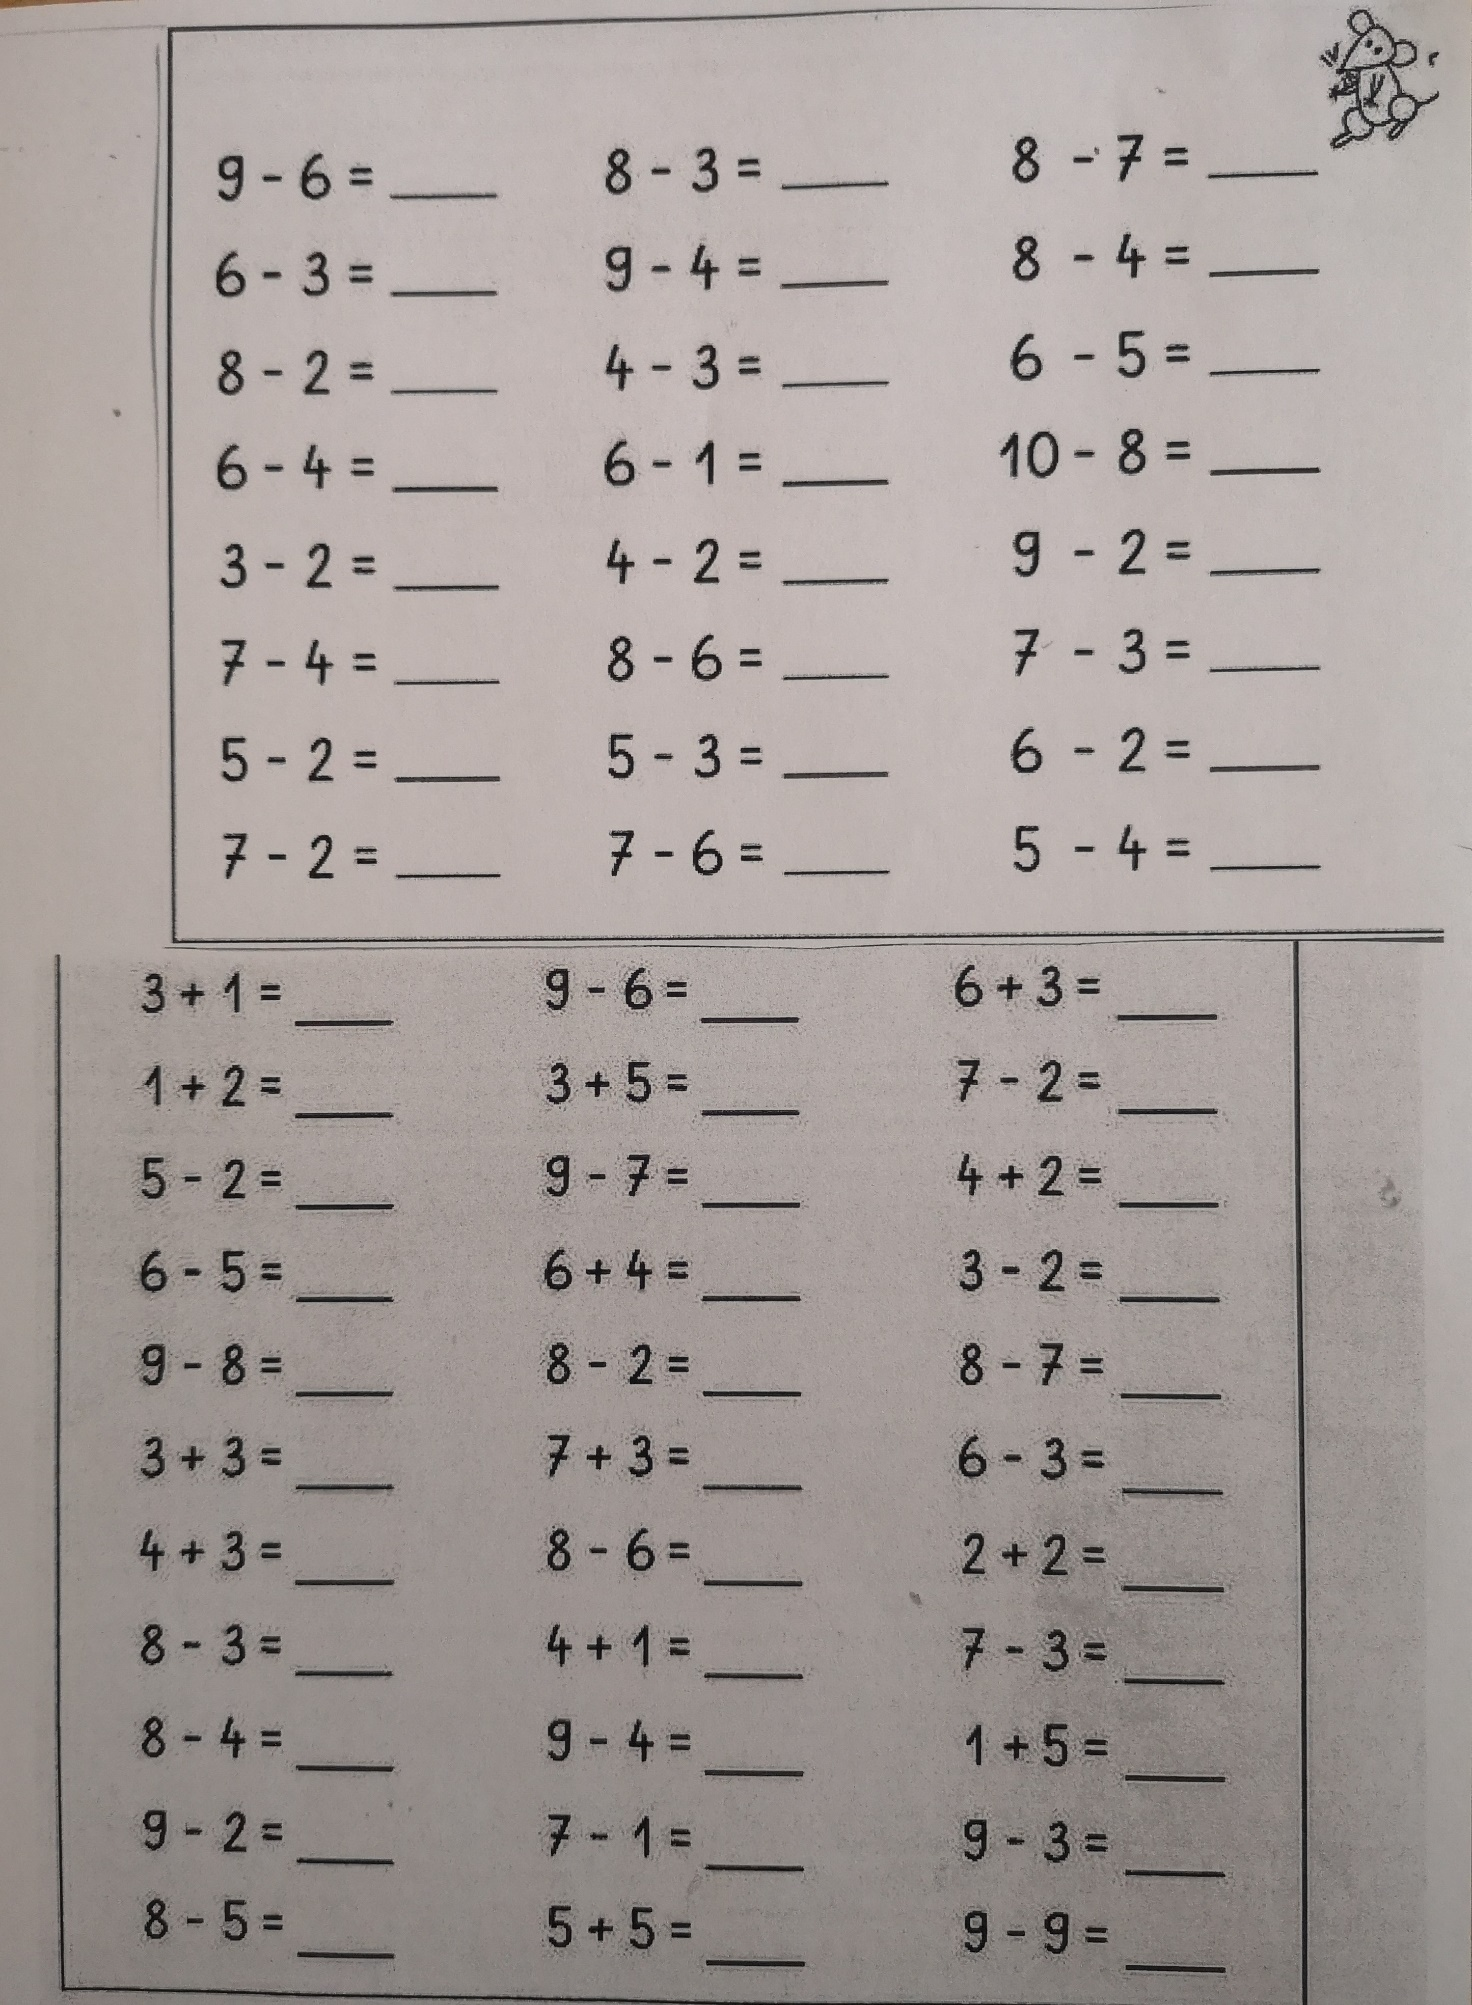 9 - 6 = ____ 8 - 3 = ____ 8 - 7 = ____
6 - 3 = ____ 9 - 4 = ____ 8 - 4 = ____
8 - 2 = ____ 4 - 3 = ____ 6 - 5 = ____
6 - 4 = ____ 6 - 1 = ____ 10 - 8 = ____
3 - 2 = ____ 4 - 2 = ____ 9 - 2 = ____
7 - 4 = ____ 8 - 6 = ____ 7 - 3 = ____
5 - 2 = ____ 5 - 3 = ____ 6 - 2 = ____
7 - 2 = ____ 7 - 6 = ____ 5 - 4 = ____
3 + 1 = ____ 9 - 6 = ____ 6 + 3 = ____
1 + 2 = ____ 3 + 5 = ____ 7 - 2 = ____
5 - 2 = ____ 9 - 7 = ____ 4 + 2 = ____
6 - 5 = ____ 6 + 4 = ____ 3 - 2 = ____
9 - 8 = ____ 8 - 2 = ____ 8 - 7 = ____
3 + 3 = ____ 7 + 3 = ____ 6 - 3 = ____
4 + 3 = ____ 8 - 6 = ____ 2 + 2 = ____
8 - 3 = ____ 4 + 1 = ____ 7 - 3 = ____
8 - 4 = ____ 9 - 4 = ____ 1 + 5 = ____
9 - 2 = ____ 7 - 1 = ____ 9 - 3 = ____
8 - 5 = ____ 5 + 5 = ____ 9 - 9 = ____